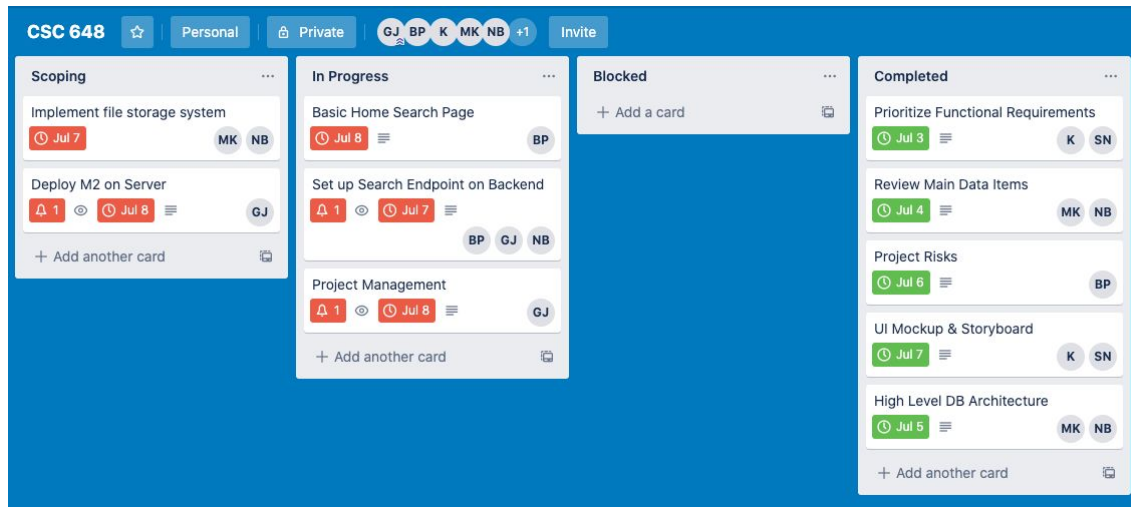 CSC 648 Personal Private GJ BP K MK NB +1 Invite
Scoping
Implement file storage system
Jul 7 MK NB
Deploy M2 on Server
1 Jul 8 GJ
+ Add another card
In Progress
Basic Home Search Page
Jul 8 BP
Set up Search Endpoint on Backend
1 Jul 7
BP GJ NB
Project Management
1 Jul 8 GJ
+ Add another card
Blocked
+ Add a card
Completed
Prioritize Functional Requirements
Jul 3 K SN
Review Main Data Items
Jul 4 MK NB
Project Risks
Jul 6 BP
UI Mockup & Storyboard
Jul 7 K SN
High Level DB Architecture
Jul 5 MK NB
+ Add another card